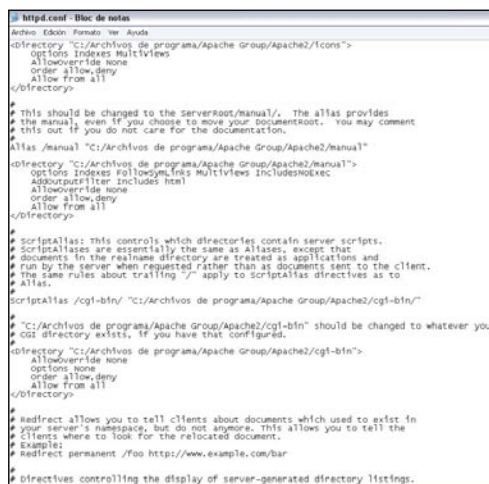 httpd.conf - Bloc de notas
Archivo Edición Formato Ver Ayuda
<Directory "C:/Archivos de programa/Apache Group/Apache2/icons">
    Options Indexes MultiViews
    AllowOverride None
    Order allow,deny
    Allow from all
</Directory>
#
# This should be changed to the ServerRoot/manual/.  The alias provides
# the manual, even if you choose to move your DocumentRoot.  You may comment
# this out if you do not care for the documentation.
#
Alias /manual "C:/Archivos de programa/Apache Group/Apache2/manual"
<Directory "C:/Archivos de programa/Apache Group/Apache2/manual">
    Options Indexes FollowSymLinks MultiViews IncludesNoExec
    AddOutputFilter Includes html
    AllowOverride None
    Order allow,deny
    Allow from all
</Directory>
#
# ScriptAlias: This controls which directories contain server scripts.
# ScriptAliases are essentially the same as Aliases, except that
# documents in the realname directory are treated as applications and
# run by the server when requested rather than as documents sent to the client.
# The same rules about trailing "/" apply to ScriptAlias directives as to
# Alias.
#
ScriptAlias /cgi-bin/ "C:/Archivos de programa/Apache Group/Apache2/cgi-bin/"
#
# "C:/Archivos de programa/Apache Group/Apache2/cgi-bin" should be changed to whatever you
# CGI directory exists, if you have that configured.
#
<Directory "C:/Archivos de programa/Apache Group/Apache2/cgi-bin">
    AllowOverride None
    Options None
    Order allow,deny
    Allow from all
</Directory>
#
# Redirect allows you to tell clients about documents which used to exist in
# your server's namespace, but do not anymore. This allows you to tell the
# clients where to look for the relocated document.
# Example:
# Redirect permanent /foo http://www.example.com/bar
#
# Directives controlling the display of server-generated directory listings.